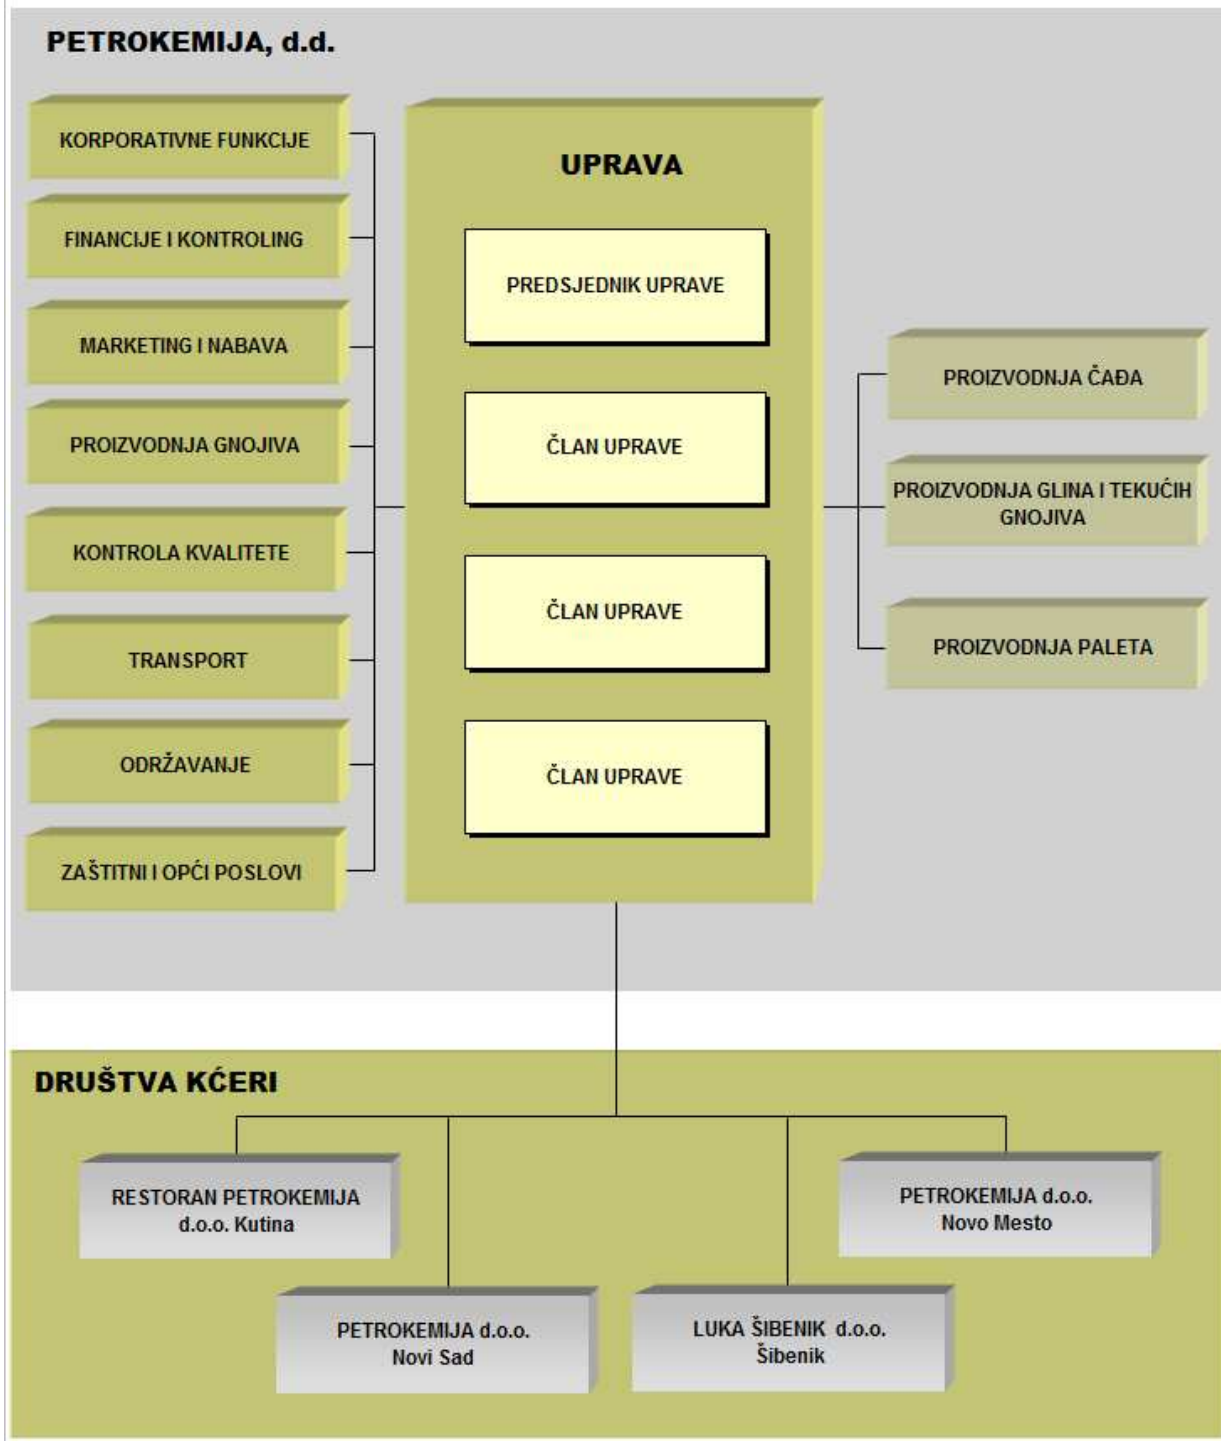 PETROKEMIJA, d.d.
KORPORATIVNE FUNKCIJE
FINANCIJE I KONTROLING
MARKETING I NABAVA
PROIZVODNJA GNOJIVA
KONTROLA KVALITETE
TRANSPORT
ODRŽAVANJE
ZAŠTITNI I OPĆI POSLOVI
UPRAVA
PREDSJEDNIK UPRAVE
ČLAN UPRAVE
ČLAN UPRAVE
ČLAN UPRAVE
PROIZVODNJA ČAĐA
PROIZVODNJA GLINA I TEKUĆIH
GNOJIVA
PROIZVODNJA PALETA
DRUŠTVA KĆERI
RESTORAN PETROKEMIJA
d.o.o. Kutina
PETROKEMIJA d.o.o.
Novi Sad
LUKA ŠIBENIK d.o.o.
Šibenik
PETROKEMIJA d.o.o.
Novo Mesto